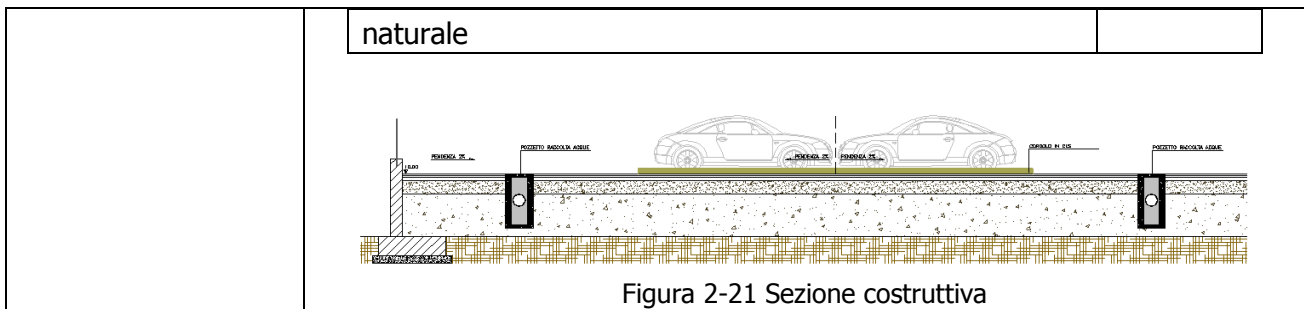 naturale
PENDENZA 2%
POZZETTO RACCOLTA ACQUE
PENDENZA 2%
PENDENZA 2%
CORDOLO IN CLS
POZZETTO RACCOLTA ACQUE
Figura 2-21 Sezione costruttiva